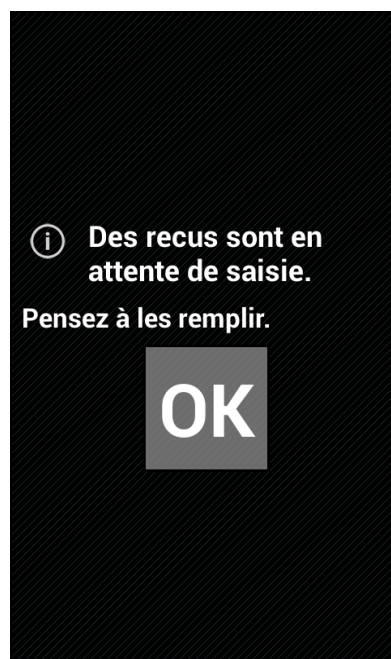 Des recus sont en
attente de saisie.
Pensez à les remplir.
OK